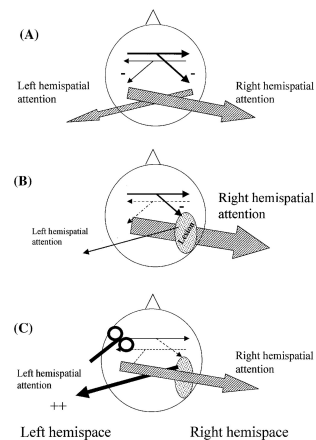 (A)
-
-
Left hemispatial
attention
Right hemispatial
attention
(B)
-
Right hemispatial
attention
Left hemispatial
attention
Lesion
(C)
Left hemispatial
attention
Right hemispatial
attention
++
Left hemispace
Right hemispace